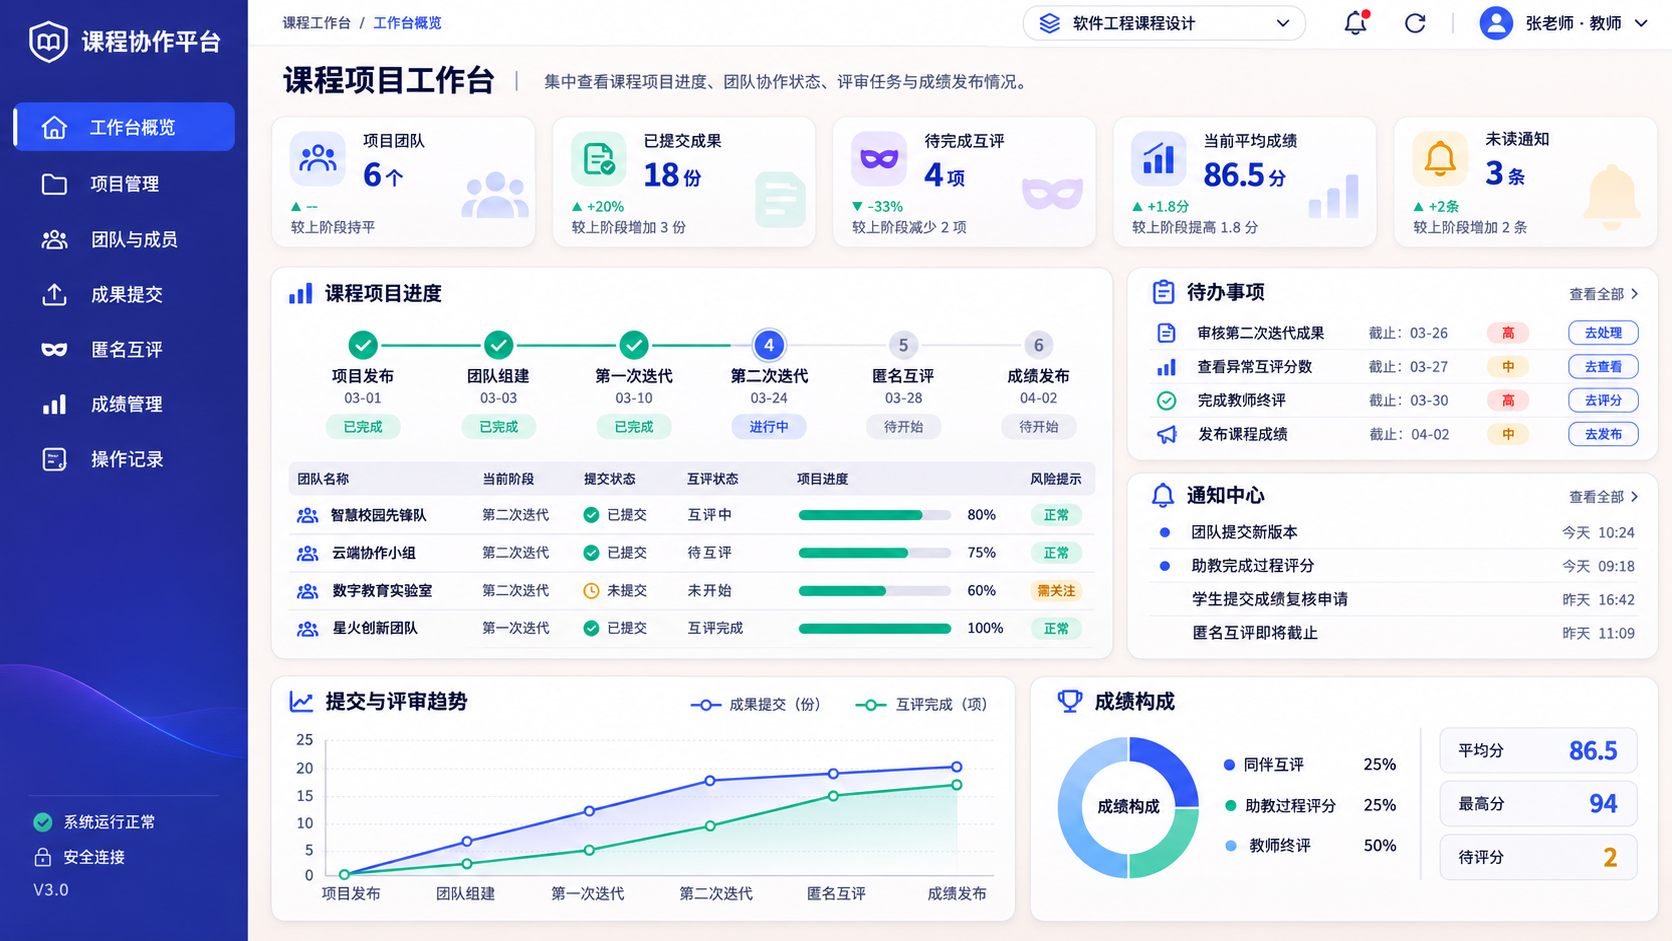 课程协作平台
工作台概览
项目管理
团队与成员
成果提交
匿名互评
成绩管理
操作记录
系统运行正常
安全连接
V3.0
课程工作台 / 工作台概览
软件工程课程设计
张老师 · 教师
课程项目工作台
集中查看课程项目进度、团队协作状态、评审任务与成绩发布情况。
项目团队
6 个
▲ --
较上阶段持平
已提交成果
18 份
▲ +20%
较上阶段增加 3 份
待完成互评
4 项
▼ -33%
较上阶段减少 2 项
当前平均成绩
86.5 分
▲ +1.8分
较上阶段提高 1.8 分
未读通知
3 条
▲ +2条
较上阶段增加 2 条
课程项目进度
4 5 6
项目发布 团队组建 第一次迭代 第二次迭代 匿名互评 成绩发布
03-01 03-03 03-10 03-24 03-28 04-02
已完成 已完成 已完成 进行中 待开始 待开始
团队名称 当前阶段 提交状态 互评状态 项目进度 风险提示
智慧校园先锋队 第二次迭代 已提交 互评中 80% 正常
云端协作小组 第二次迭代 已提交 待互评 75% 正常
数字教育实验室 第二次迭代 未提交 未开始 60% 需关注
星火创新团队 第一次迭代 已提交 互评完成 100% 正常
待办事项 查看全部
审核第二次迭代成果 截止：03-26 高 去处理
查看异常互评分数 截止：03-27 中 去查看
完成教师终评 截止：03-30 高 去评分
发布课程成绩 截止：04-02 中 去发布
通知中心 查看全部
团队提交新版本 今天 10:24
助教完成过程评分 今天 09:18
学生提交成绩复核申请 昨天 16:42
匿名互评即将截止 昨天 11:09
提交与评审趋势
成果提交（份） 互评完成（项）
25
20
15
10
5
0
项目发布 团队组建 第一次迭代 第二次迭代 匿名互评 成绩发布
成绩构成
成绩构成
同伴互评 25%
助教过程评分 25%
教师终评 50%
平均分 86.5
最高分 94
待评分 2